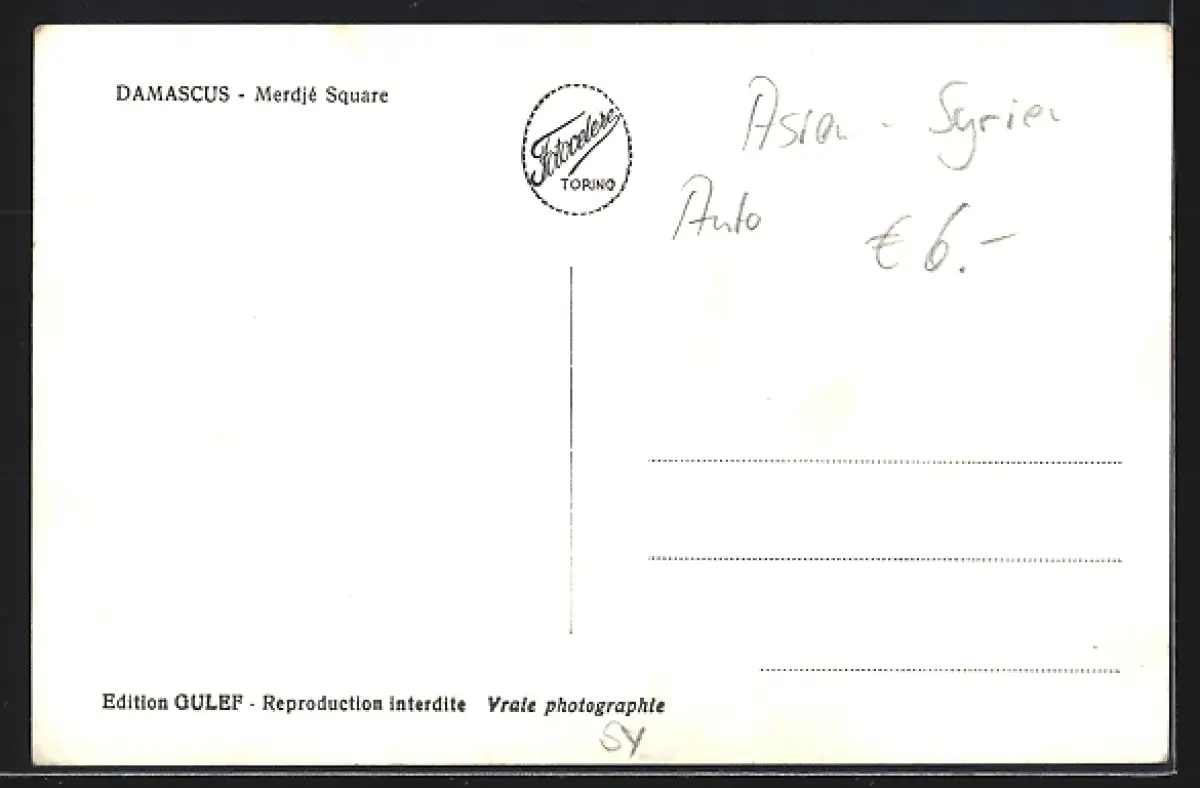 DAMASCUS - Merdjé Square
Fotocelere
TORINO
Asien - Syrien
Auto
€ 6.-
Edition GULEF - Reproduction interdite Vraie photographie
SY